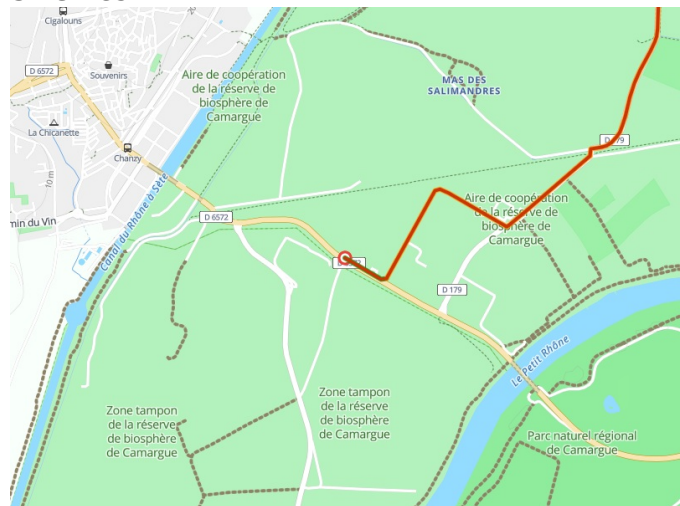 Cigalouns
D 6572
Souvenirs
Aire de coopération
de la réserve de
biosphère de
Camargue
MAS DES
SALIMANDRES
La Chicanette
10 m
Chanzy
D 6572
Canal du Rhône à Sète
min du Vin
Aire de coopération
de la réserve de
biosphère de
Camargue
D 179
Le Petit Rhône
Zone tampon
de la réserve
de biosphère
de Camargue
Zone tampon
de la réserve
de biosphère
de Camargue
Parc naturel régional
de Camargue